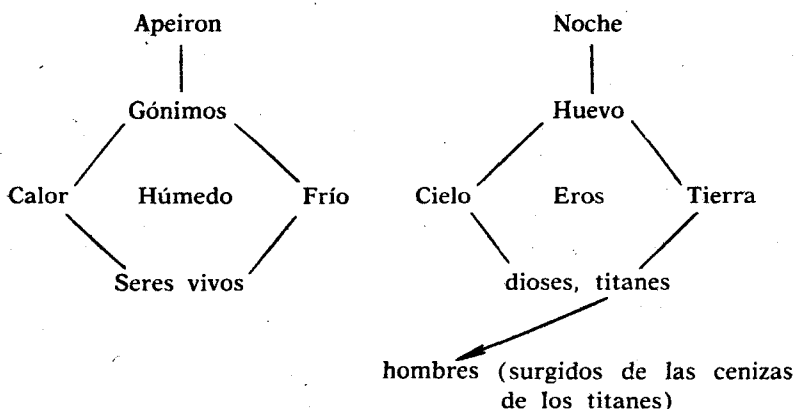 Apeiron Noche
Gónimos Huevo
Calor Húmedo Frío Cielo Eros Tierra
Seres vivos dioses, titanes
hombres (surgidos de las cenizas
de los titanes)